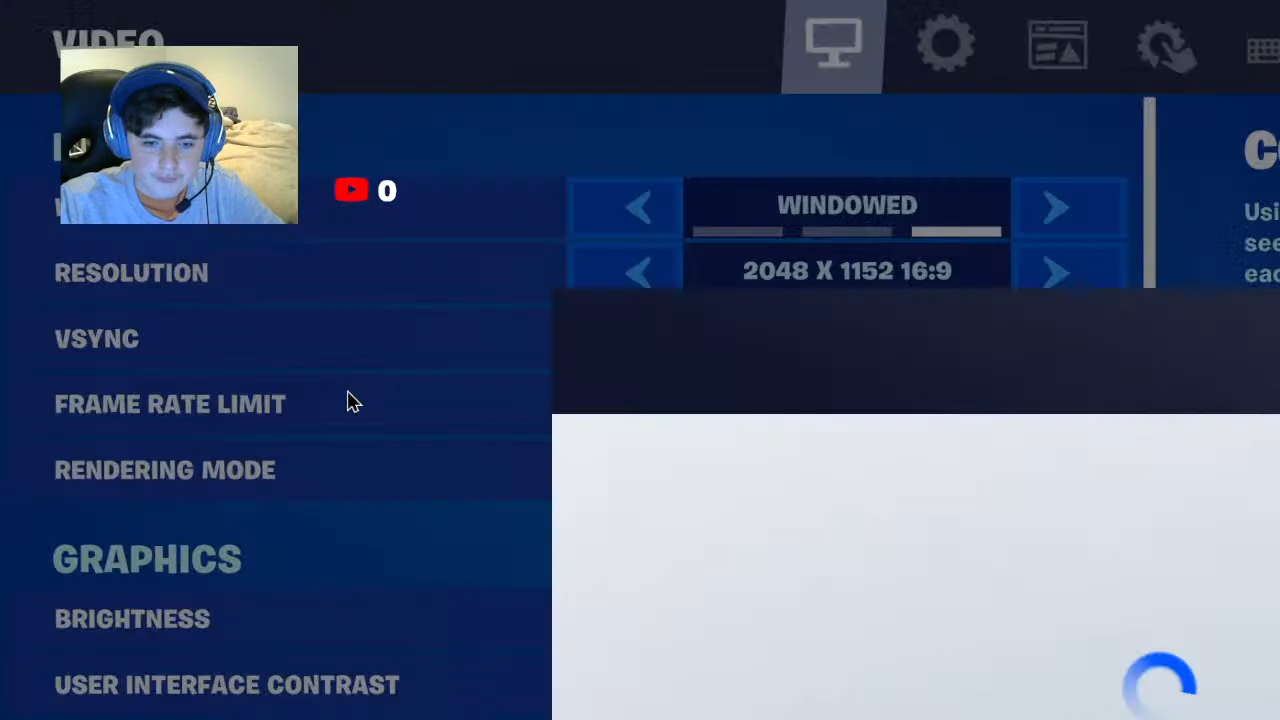 VIDEO
0
WINDOWED
RESOLUTION
2048 X 1152 16:9
VSYNC
FRAME RATE LIMIT
RENDERING MODE
GRAPHICS
BRIGHTNESS
USER INTERFACE CONTRAST